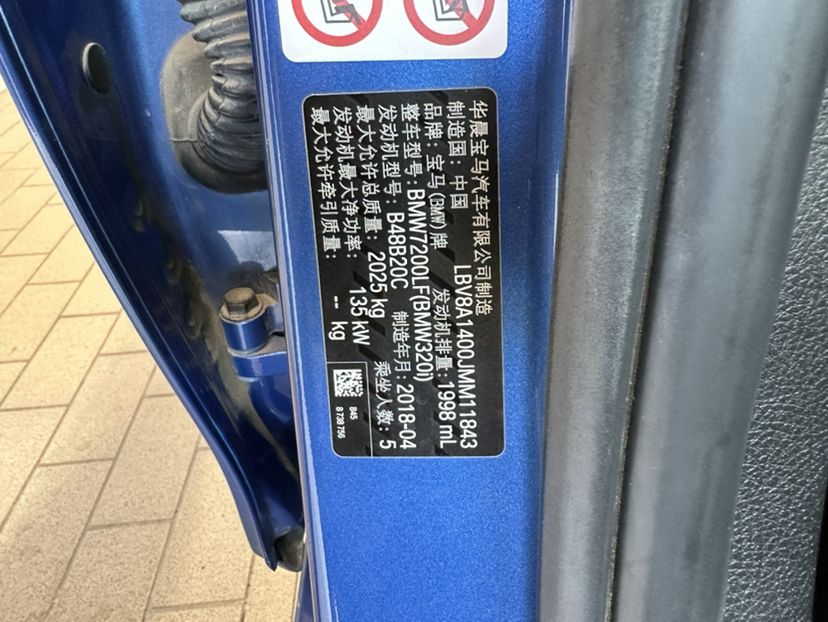 华晨宝马汽车有限公司制造
制造国：中国 LBV8A1400JMM11843
品牌：宝马(BMW)牌 发动机排量：1998 mL
整车型号：BMW7200LF(BMW320i)
发动机型号：B48B20C 制造年月：2018-04
最大允许总质量：2025 kg 乘坐人数：5
发动机最大净功率：135 kW
最大允许牵引质量：-- kg
845
8 738 756